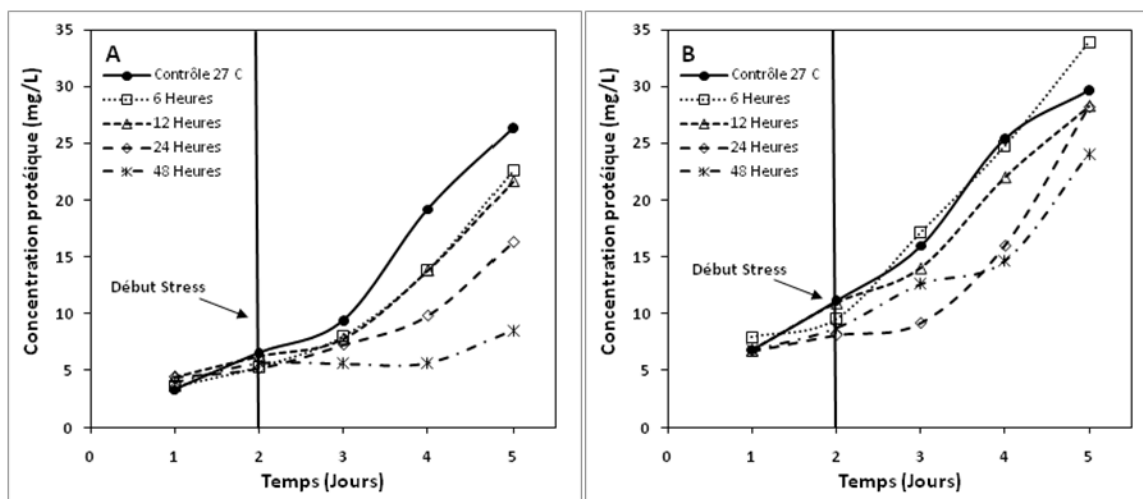 A
Concentration protéique (mg/L)
35
30
25
20
15
10
5
0
Contrôle 27 C
6 Heures
12 Heures
24 Heures
48 Heures
Début Stress
0 1 2 3 4 5
Temps (Jours)
B
Concentration protéique (mg/L)
35
30
25
20
15
10
5
0
Contrôle 27 C
6 Heures
12 Heures
24 Heures
48 Heures
Début Stress
0 1 2 3 4 5
Temps (Jours)